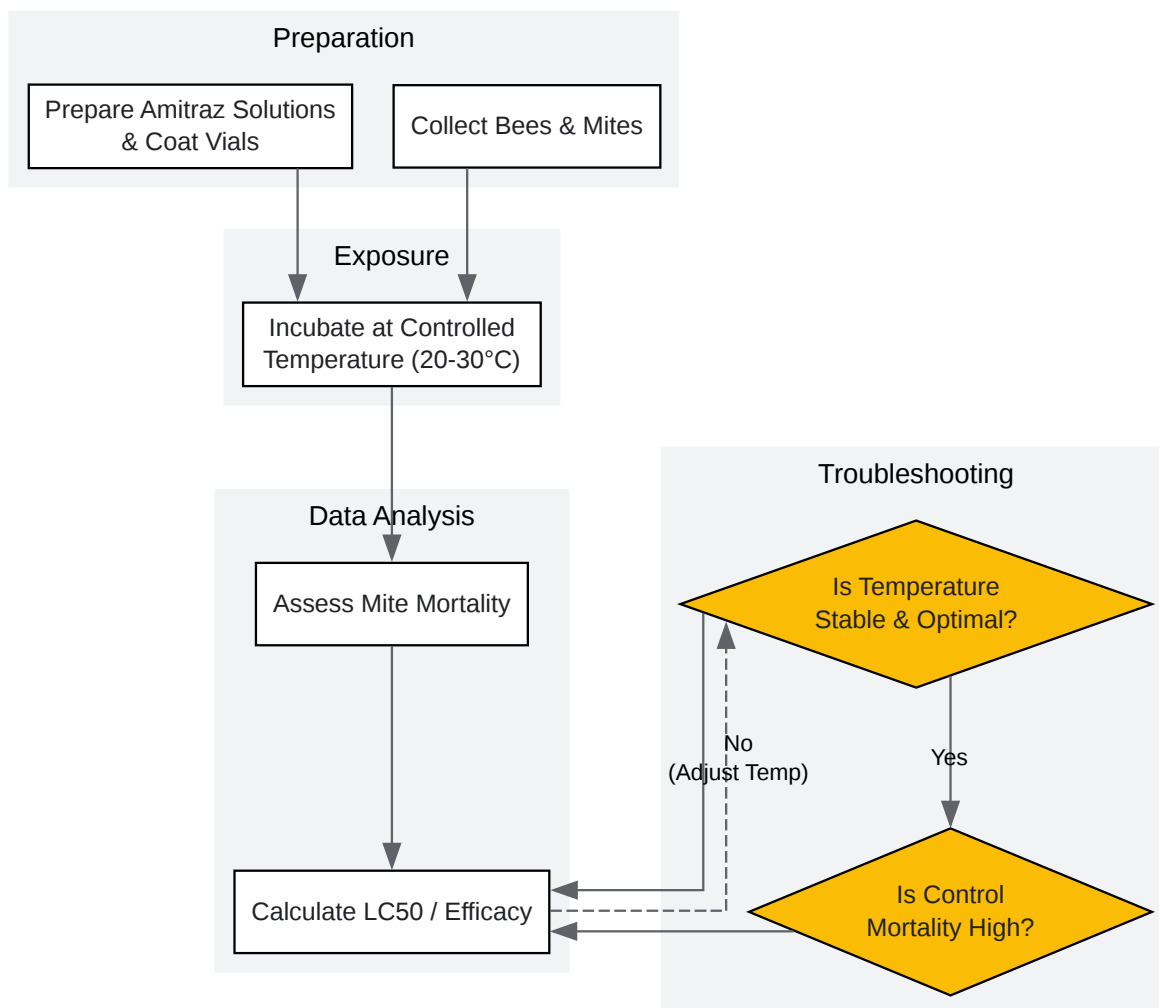 Preparation
Prepare Amitraz Solutions
& Coat Vials
Collect Bees & Mites
Exposure
Incubate at Controlled
Temperature (20-30°C)
Data Analysis
Assess Mite Mortality
Calculate LC50 / Efficacy
Troubleshooting
Is Temperature
Stable & Optimal?
No
(Adjust Temp)
Yes
Is Control
Mortality High?